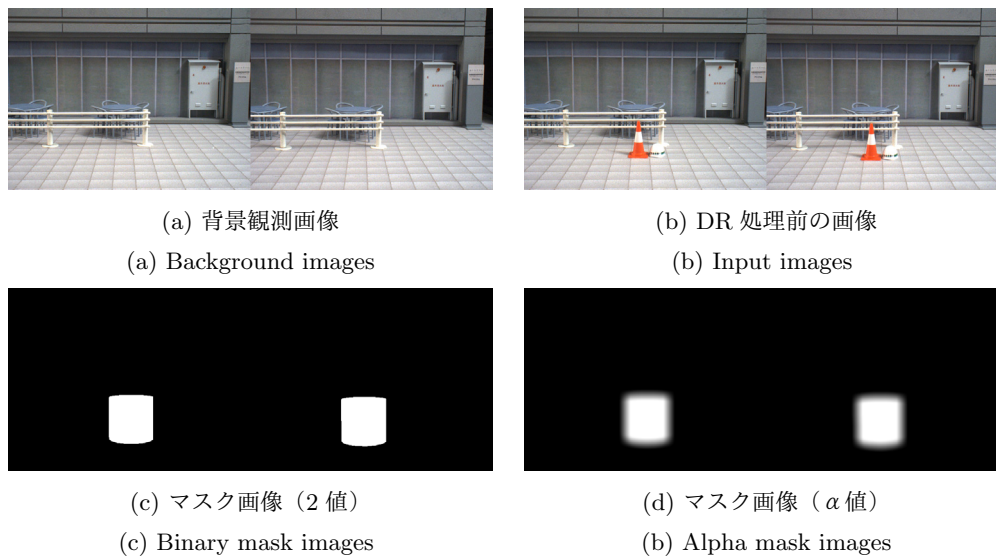 (a) 背景観測画像
(a) Background images
(b) DR 処理前の画像
(b) Input images
(c) マスク画像（2 値）
(c) Binary mask images
(d) マスク画像（α値）
(b) Alpha mask images